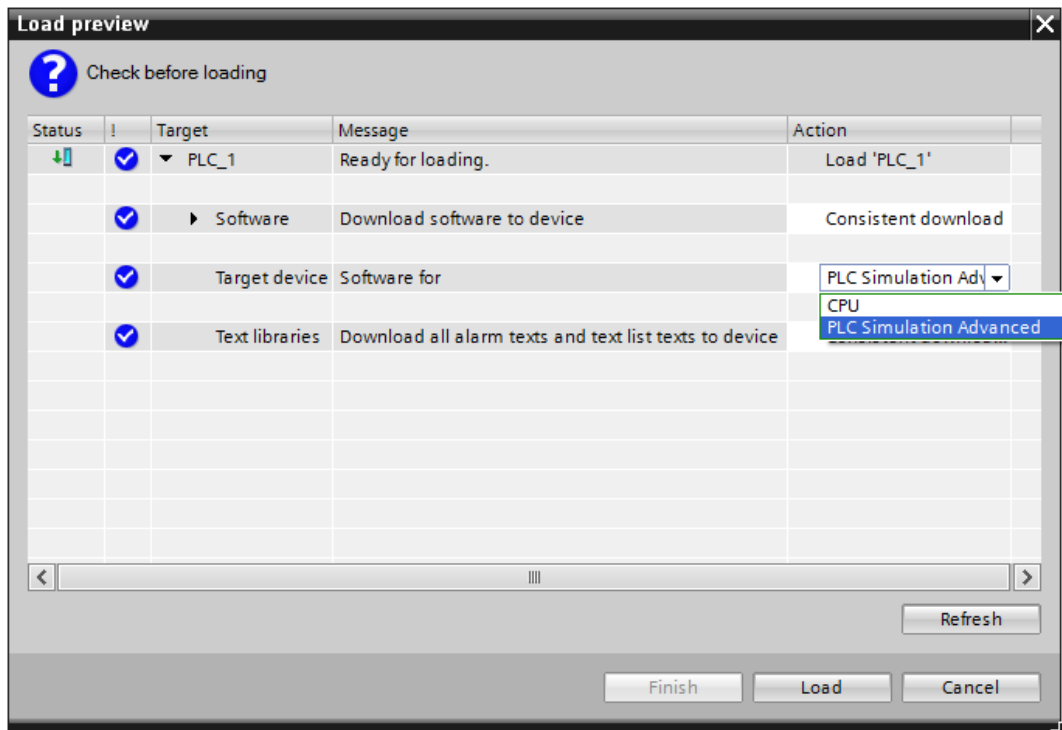 Load preview
Check before loading
Status ! Target Message Action
PLC_1 Ready for loading. Load 'PLC_1'
Software Download software to device Consistent download
Target device Software for PLC Simulation Adv
CPU
PLC Simulation Advanced
Text libraries Download all alarm texts and text list texts to device
Refresh
Finish Load Cancel